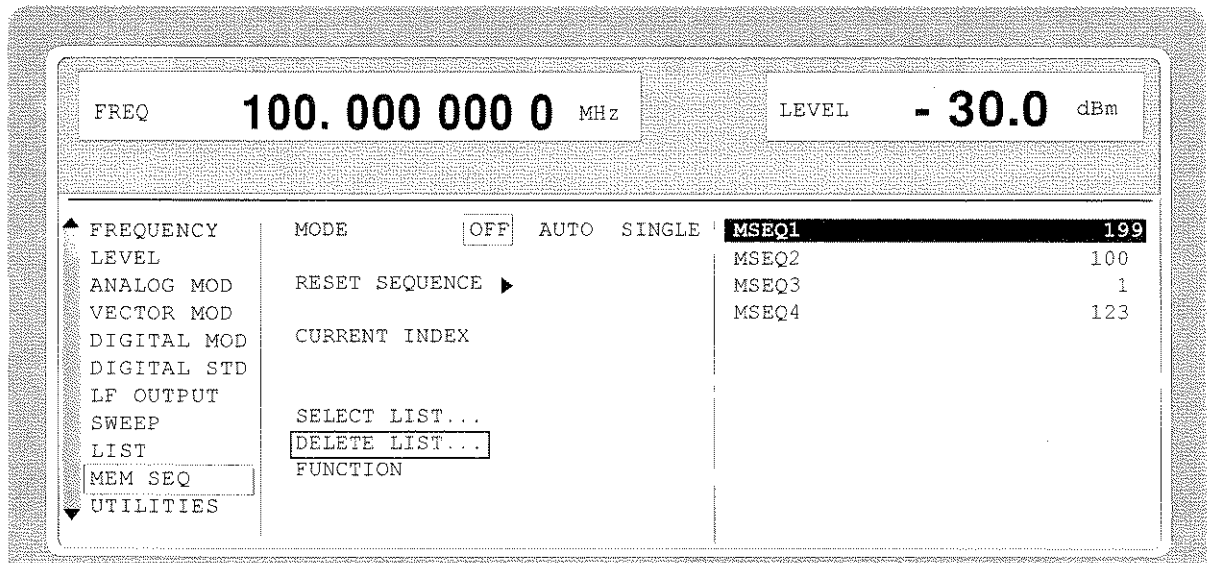 FREQ 100. 000 000 0 MHz LEVEL - 30.0 dBm
FREQUENCY
LEVEL
ANALOG MOD
VECTOR MOD
DIGITAL MOD
DIGITAL STD
LF OUTPUT
SWEEP
LIST
MEM SEQ
UTILITIES
MODE OFF AUTO SINGLE
RESET SEQUENCE
CURRENT INDEX
SELECT LIST...
DELETE LIST...
FUNCTION
MSEQ1 199
MSEQ2 100
MSEQ3 1
MSEQ4 123